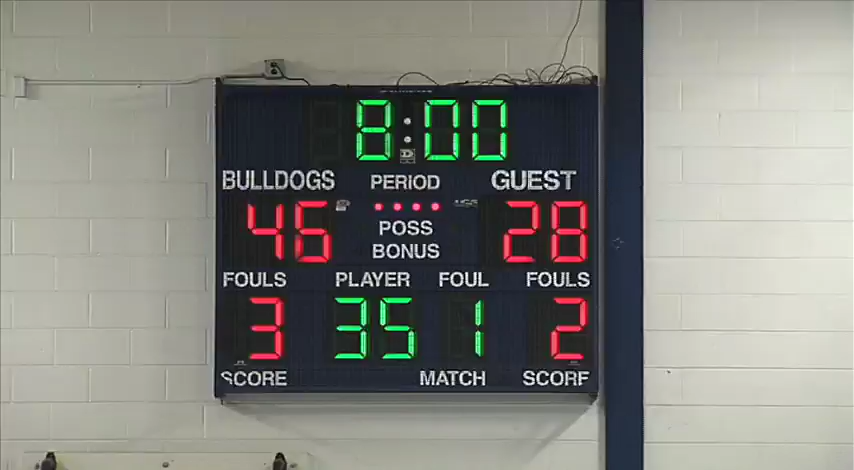 8:00
D
BULLDOGS PERIOD GUEST
46 28
POSS
BONUS
FOULS PLAYER FOUL FOULS
3 35 1 2
SCORE MATCH SCORE